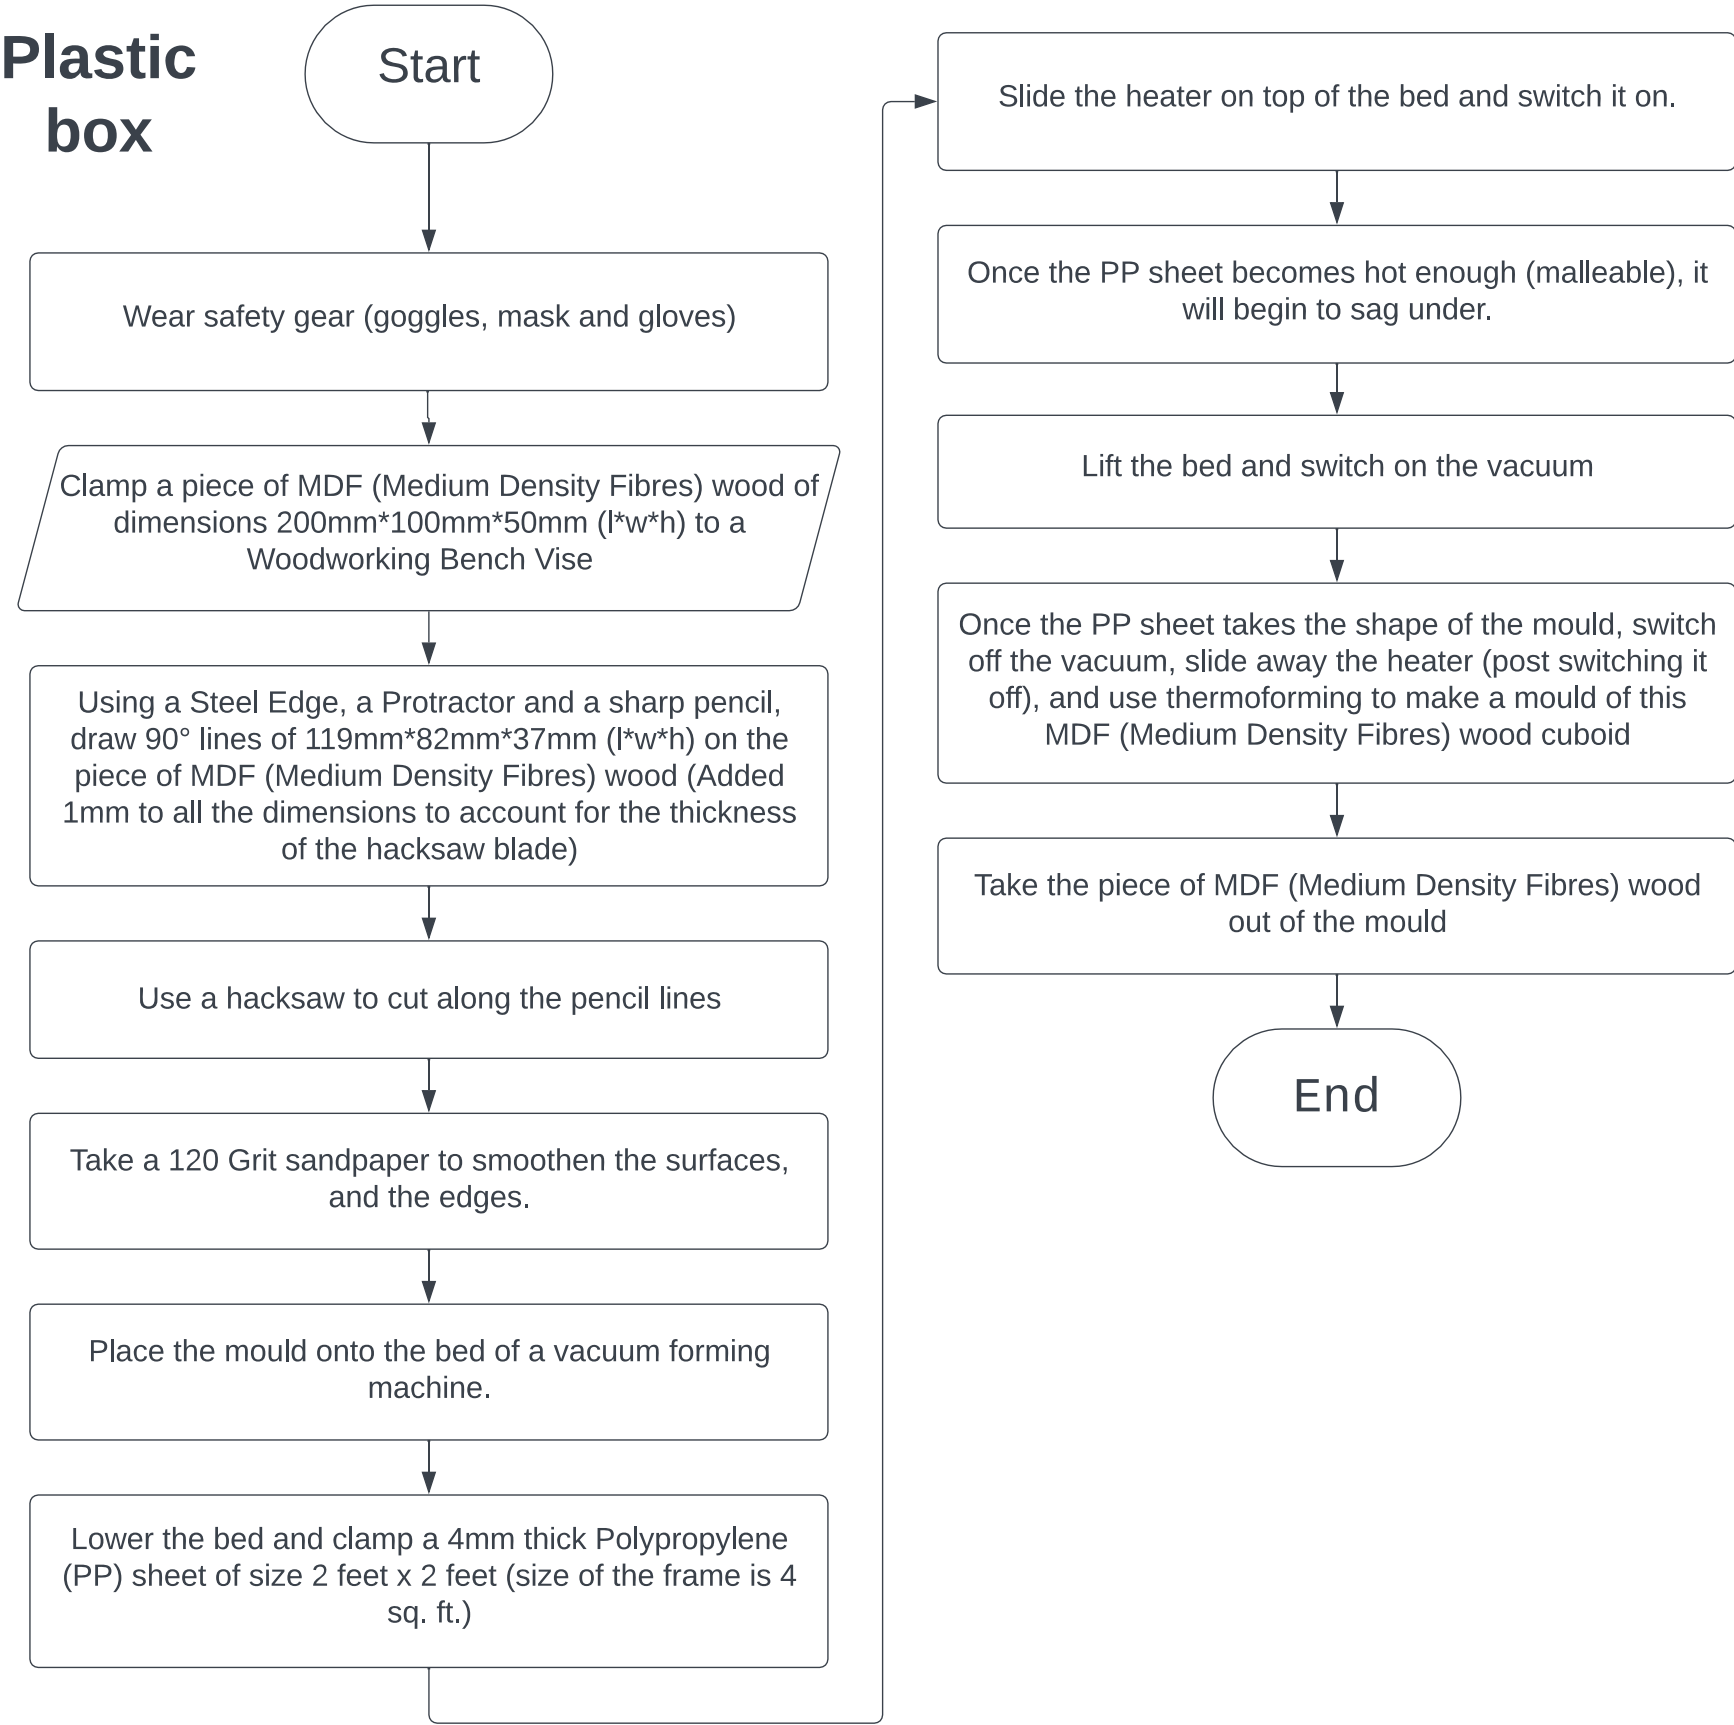 Plastic
box
Start
Wear safety gear (goggles, mask and gloves)
Clamp a piece of MDF (Medium Density Fibres) wood of
dimensions 200mm*100mm*50mm (l*w*h) to a
Woodworking Bench Vise
Using a Steel Edge, a Protractor and a sharp pencil,
draw 90° lines of 119mm*82mm*37mm (l*w*h) on the
piece of MDF (Medium Density Fibres) wood (Added
1mm to all the dimensions to account for the thickness
of the hacksaw blade)
Use a hacksaw to cut along the pencil lines
Take a 120 Grit sandpaper to smoothen the surfaces,
and the edges.
Place the mould onto the bed of a vacuum forming
machine.
Lower the bed and clamp a 4mm thick Polypropylene
(PP) sheet of size 2 feet x 2 feet (size of the frame is 4
sq. ft.)
Slide the heater on top of the bed and switch it on.
Once the PP sheet becomes hot enough (malleable), it
will begin to sag under.
Lift the bed and switch on the vacuum
Once the PP sheet takes the shape of the mould, switch
off the vacuum, slide away the heater (post switching it
off), and use thermoforming to make a mould of this
MDF (Medium Density Fibres) wood cuboid
Take the piece of MDF (Medium Density Fibres) wood
out of the mould
End